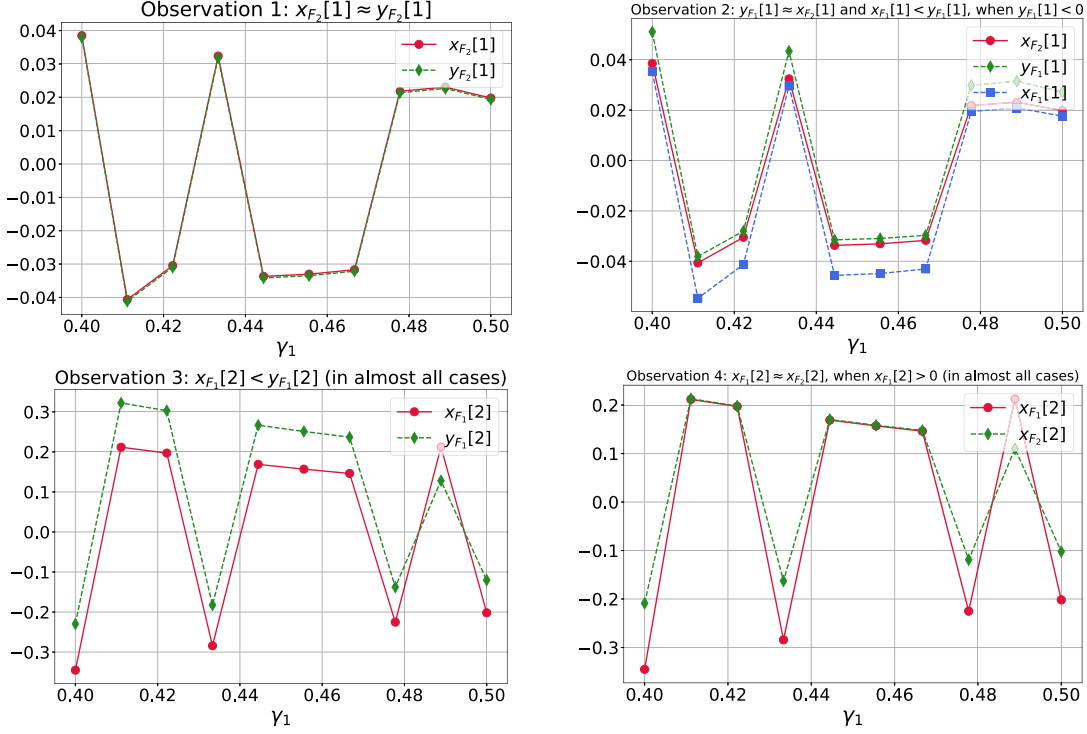 Observation 1: x_{F_2}[1] ≈ y_{F_2}[1]
x_{F_2}[1]
y_{F_2}[1]
0.04
0.03
0.02
0.01
0.00
−0.01
−0.02
−0.03
−0.04
0.40 0.42 0.44 0.46 0.48 0.50
γ_1
Observation 2: y_{F_1}[1] ≈ x_{F_2}[1] and x_{F_1}[1] < y_{F_1}[1], when y_{F_1}[1] < 0
x_{F_2}[1]
y_{F_1}[1]
x_{F_1}[1]
0.04
0.02
0.00
−0.02
−0.04
0.40 0.42 0.44 0.46 0.48 0.50
γ_1
Observation 3: x_{F_1}[2] < y_{F_1}[2] (in almost all cases)
x_{F_1}[2]
y_{F_1}[2]
0.3
0.2
0.1
0.0
−0.1
−0.2
−0.3
0.40 0.42 0.44 0.46 0.48 0.50
γ_1
Observation 4: x_{F_1}[2] ≈ x_{F_2}[2], when x_{F_1}[2] > 0 (in almost all cases)
x_{F_1}[2]
x_{F_2}[2]
0.2
0.1
0.0
−0.1
−0.2
−0.3
0.40 0.42 0.44 0.46 0.48 0.50
γ_1